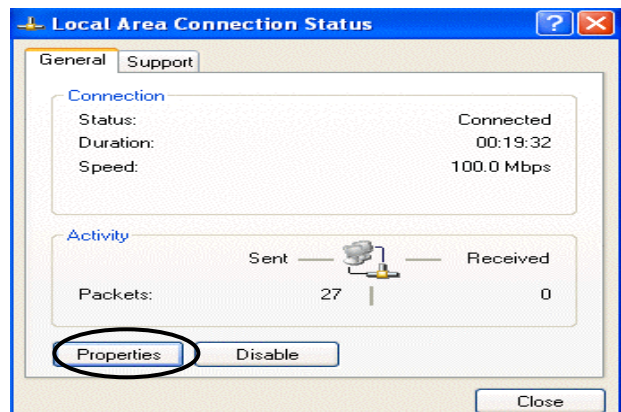 Local Area Connection Status
General Support
Connection
Status: Connected
Duration: 00:19:32
Speed: 100.0 Mbps
Activity
Sent Received
Packets: 27 0
Properties Disable
Close